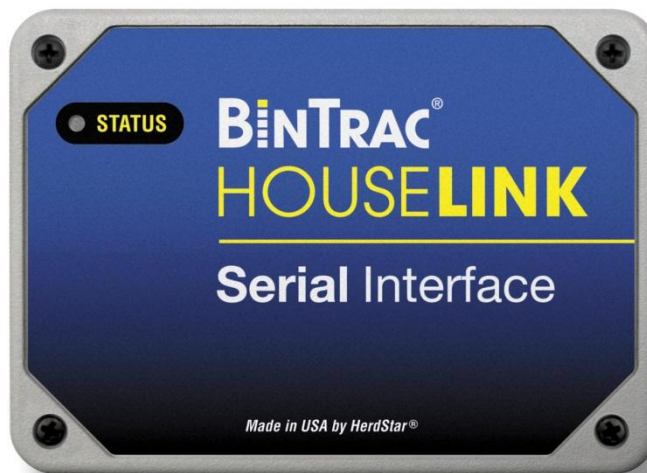 STATUS
BINTRAC®
HOUSELINK
Serial Interface
Made in USA by HerdStar®